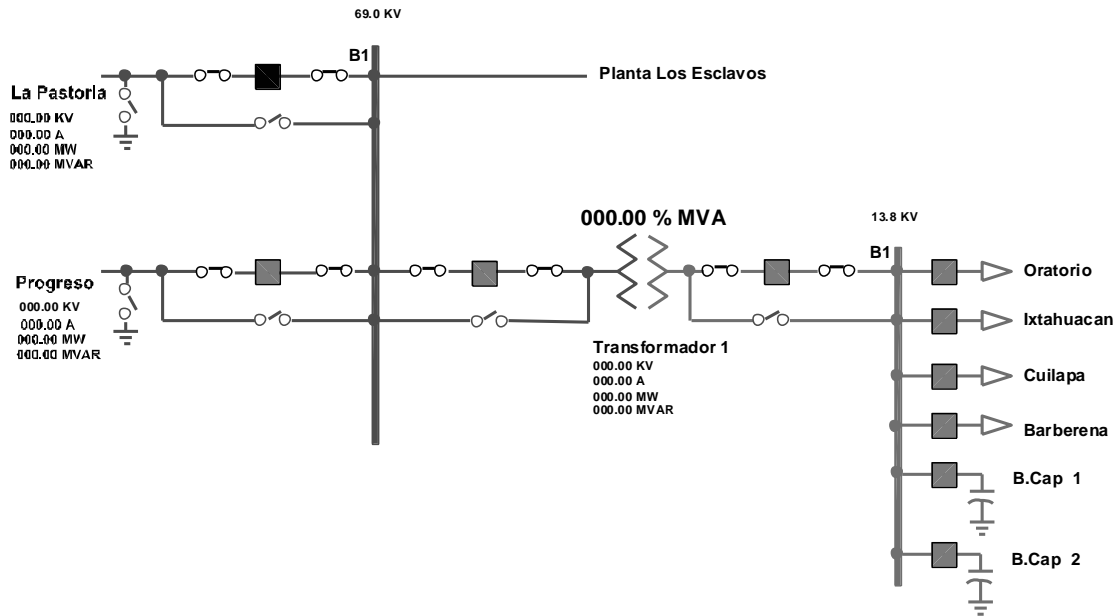 69.0 KV
B1
Planta Los Esclavos
La Pastoria
000.00 KV
000.00 A
000.00 MW
000.00 MVAR
000.00 % MVA
13.8 KV
B1
Progreso
000.00 KV
000.00 A
000.00 MW
000.00 MVAR
Transformador 1
000.00 KV
000.00 A
000.00 MW
000.00 MVAR
Oratorio
Ixtahuacan
Cuilapa
Barberena
B.Cap 1
B.Cap 2